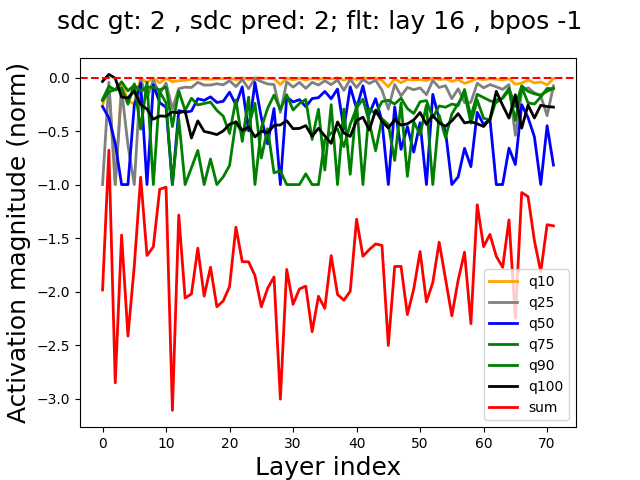 sdc gt: 2 , sdc pred: 2; flt: lay 16 , bpos -1
Activation magnitude (norm)
0.0
−0.5
−1.0
−1.5
−2.0
−2.5
−3.0
q10
q25
q50
q75
q90
q100
sum
0 10 20 30 40 50 60 70
Layer index